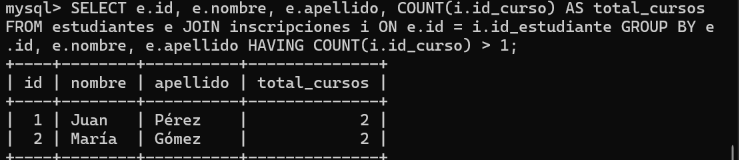 mysql> SELECT e.id, e.nombre, e.apellido, COUNT(i.id_curso) AS total_cursos
FROM estudiantes e JOIN inscripciones i ON e.id = i.id_estudiante GROUP BY e
.id, e.nombre, e.apellido HAVING COUNT(i.id_curso) > 1;
+----+--------+----------+--------------+
| id | nombre | apellido | total_cursos |
+----+--------+----------+--------------+
|  1 | Juan   | Pérez    |            2 |
|  2 | María  | Gómez    |            2 |
+----+--------+----------+--------------+